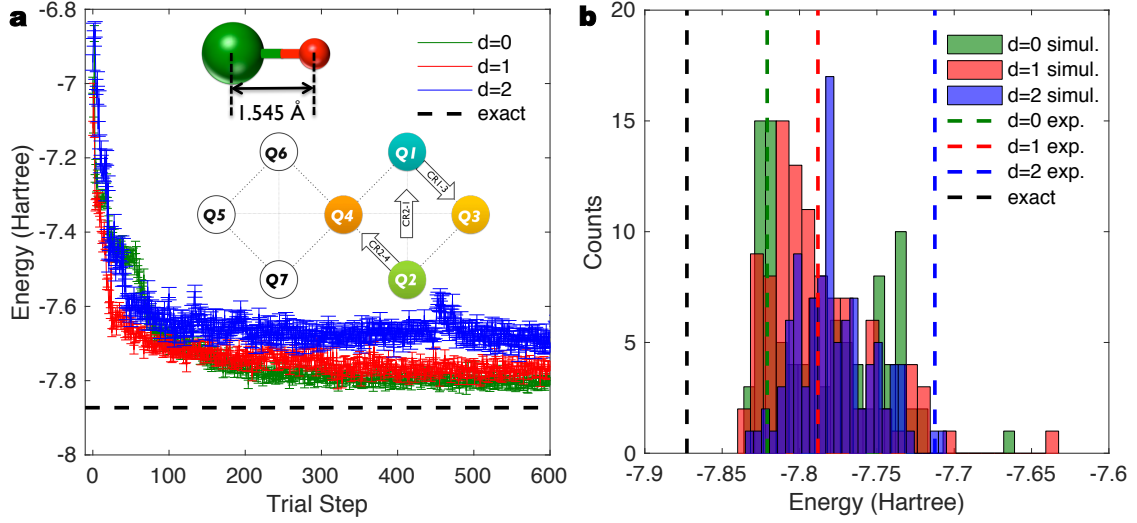 a
-6.8
-7
-7.2
-7.4
-7.6
-7.8
-8
Energy (Hartree)
0
100
200
300
400
500
600
Trial Step
1.545 Å
d=0
d=1
d=2
exact
Q6
Q1
Q5
Q4
Q3
Q7
Q2
CR1-3
CR2-1
CR2-4
b
20
15
10
5
0
Counts
-7.9
-7.85
-7.8
-7.75
-7.7
-7.65
-7.6
Energy (Hartree)
d=0 simul.
d=1 simul.
d=2 simul.
d=0 exp.
d=1 exp.
d=2 exp.
exact